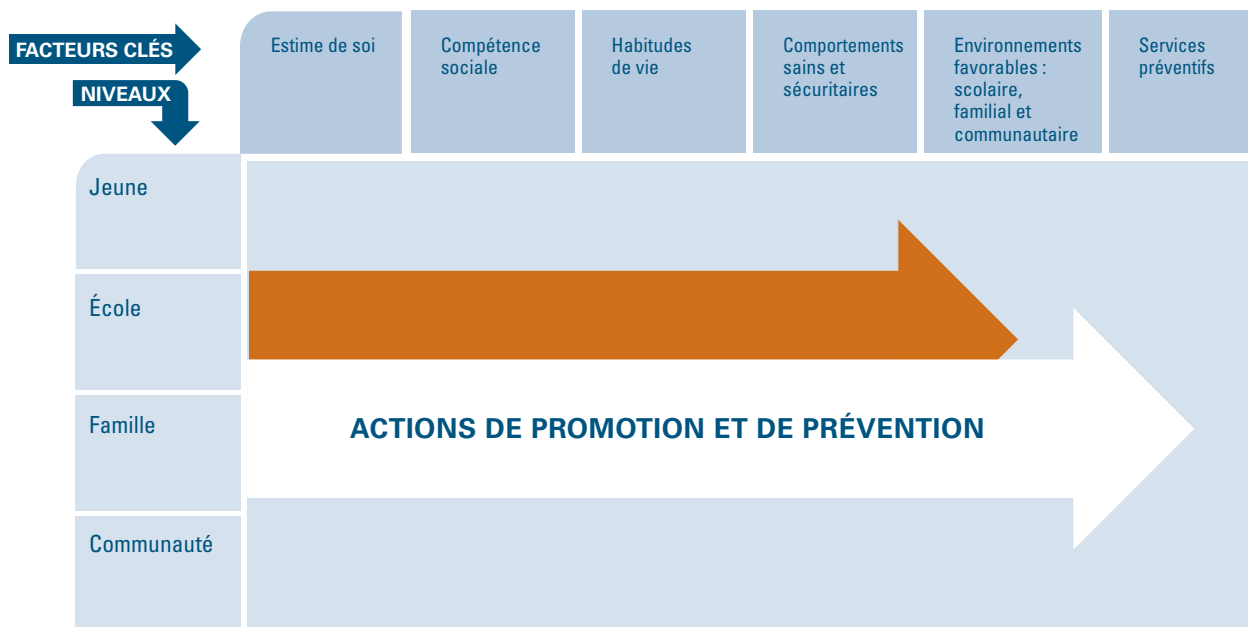 FACTEURS CLÉS
NIVEAUX
Estime de soi
Compétence
sociale
Habitudes
de vie
Comportements
sains et
sécuritaires
Environnements
favorables :
scolaire,
familial et
communautaire
Services
préventifs
Jeune
École
Famille
Communauté
ACTIONS DE PROMOTION ET DE PRÉVENTION